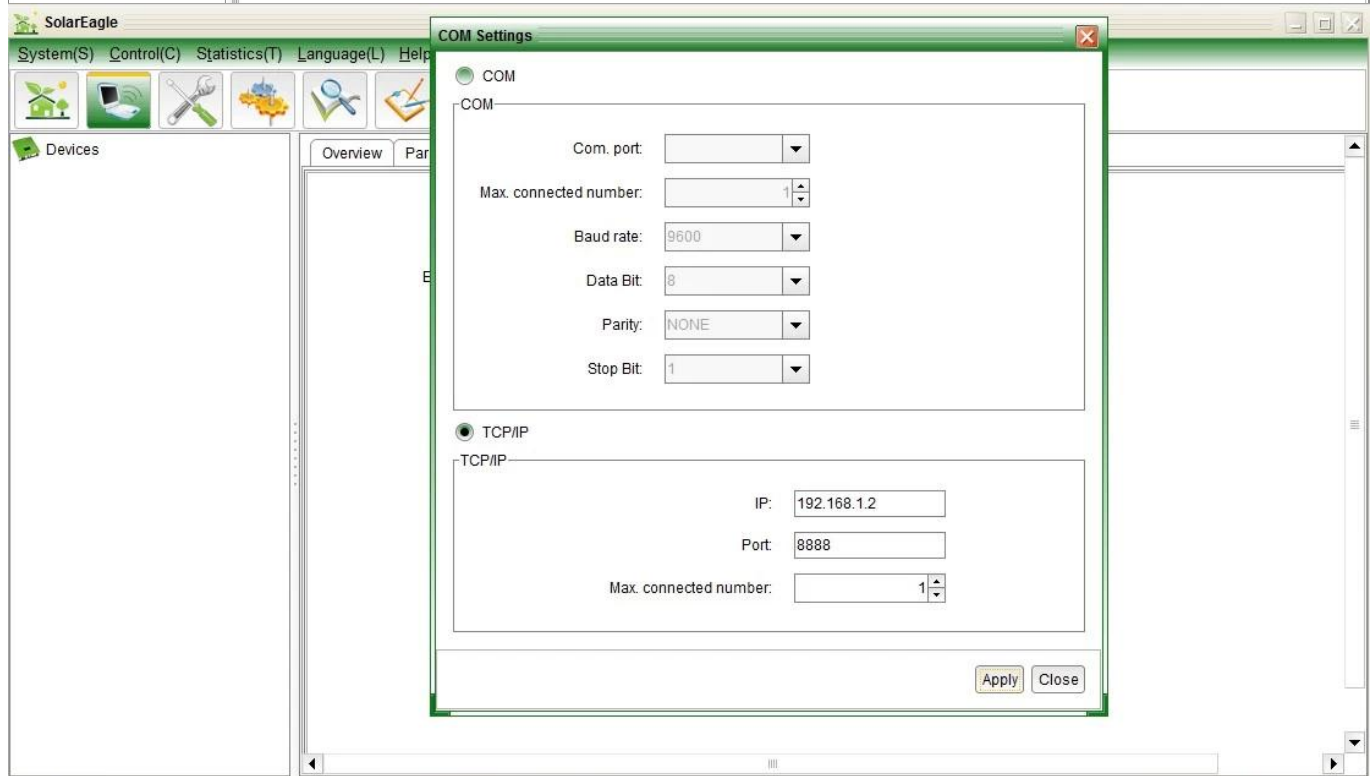 SolarEagle
COM Settings
System(S) Control(C) Statistics(T) Language(L) Help
COM
COM
Devices
Overview Par
Com. port:
Max. connected number: 1
Baud rate: 9600
E
Data Bit: 8
Parity: NONE
Stop Bit: 1
TCP/IP
TCP/IP
IP: 192.168.1.2
Port: 8888
Max. connected number: 1
Apply Close